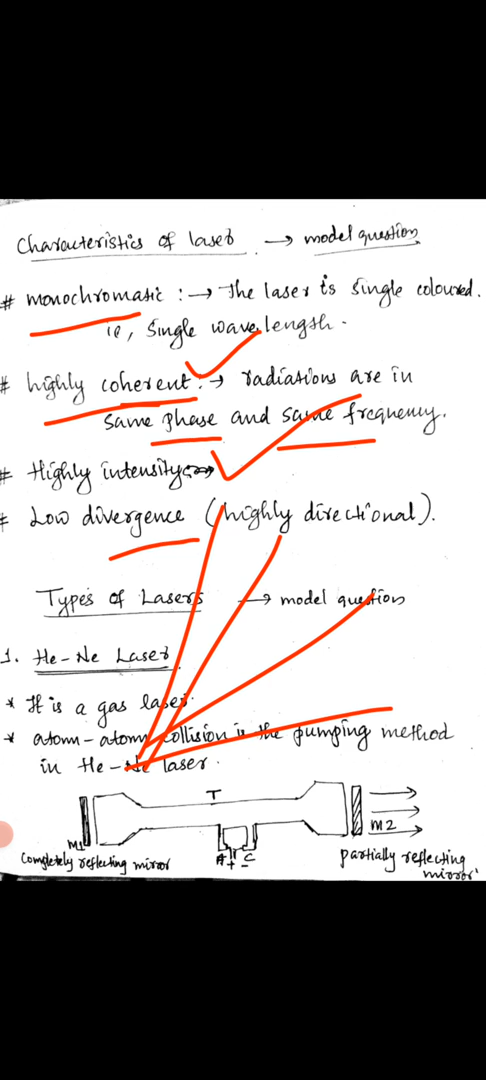 Characteristics of laser → model question
# monochromatic :→ The laser is single coloured.
ie, single wavelength.
# highly coherent :→ radiations are in
same phase and same frequency.
# Highly intensity
# Low divergence (highly directional).
Types of Lasers → model question
1. He-Ne Laser
* It is a gas laser.
* atom-atom collision is the pumping method
in He-Ne laser.
T
M1 M2
A + - C
Completely reflecting mirror partially reflecting
mirror